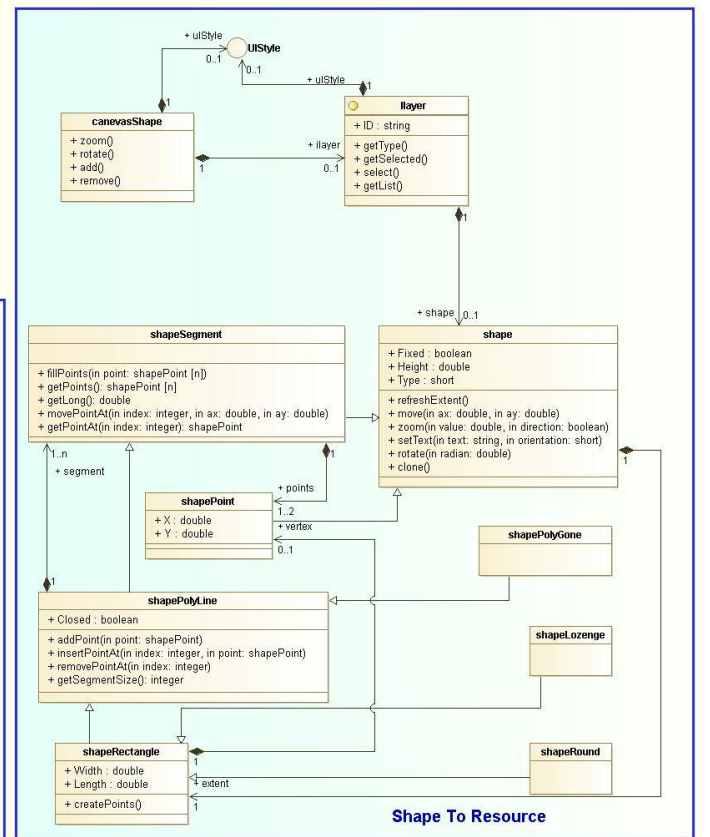 + uiStyle
UIStyle
0..1
0..1
+ uiStyle
1
1
canevasShape
+ zoom()
+ rotate()
+ add()
+ remove()
Ilayer
+ ID : string
+ getType()
+ getSelected()
+ select()
+ getList()
+ ilayer
1
0..1
1
+ shape
0..1
shapeSegment
+ fillPoints(in point: shapePoint [n])
+ getPoints(): shapePoint [n]
+ getLong(): double
+ movePointAt(in index: integer, in ax: double, in ay: double)
+ getPointAt(in index: integer): shapePoint
shape
+ Fixed : boolean
+ Height : double
+ Type : short
+ refreshExtent()
+ move(in ax: double, in ay: double)
+ zoom(in value: double, in direction: boolean)
+ setText(in text: string, in orientation: short)
+ rotate(in radian: double)
+ clone()
1..n
+ segment
1
1
+ points
1..2
shapePoint
+ X : double
+ Y : double
+ vertex
0..1
shapePolyGone
1
shapePolyLine
+ Closed : boolean
+ addPoint(in point: shapePoint)
+ insertPointAt(in index: integer, in point: shapePoint)
+ removePointAt(in index: integer)
+ getSegmentSize(): integer
shapeLozenge
shapeRectangle
+ Width : double
+ Length : double
+ createPoints()
1
+ extent
1
shapeRound
Shape To Resource